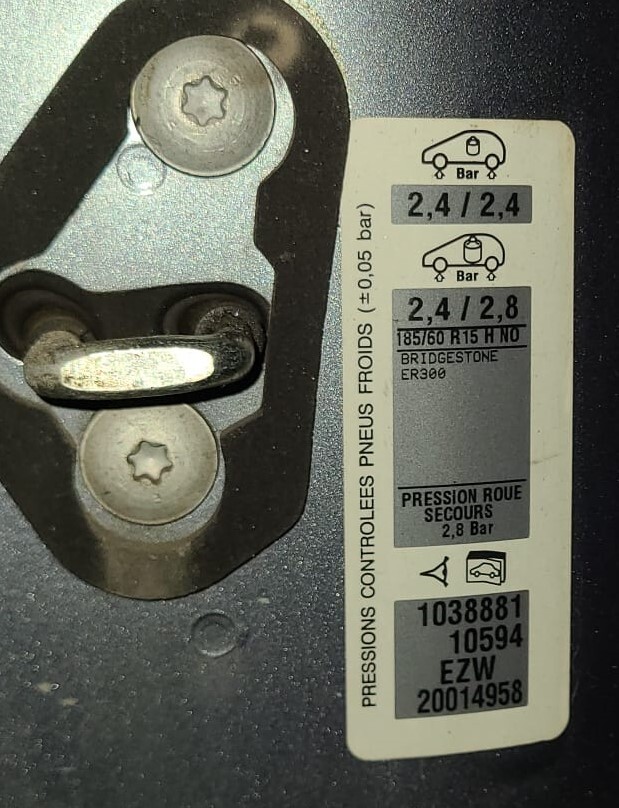 Bar
2,4 / 2,4
Bar
2,4 / 2,8
185/60 R15 H NO
BRIDGESTONE
ER300
PRESSION ROUE
SECOURS
2,8 Bar
1038881
10594
EZW
20014958
PRESSIONS CONTROLEES PNEUS FROIDS (±0,05 bar)